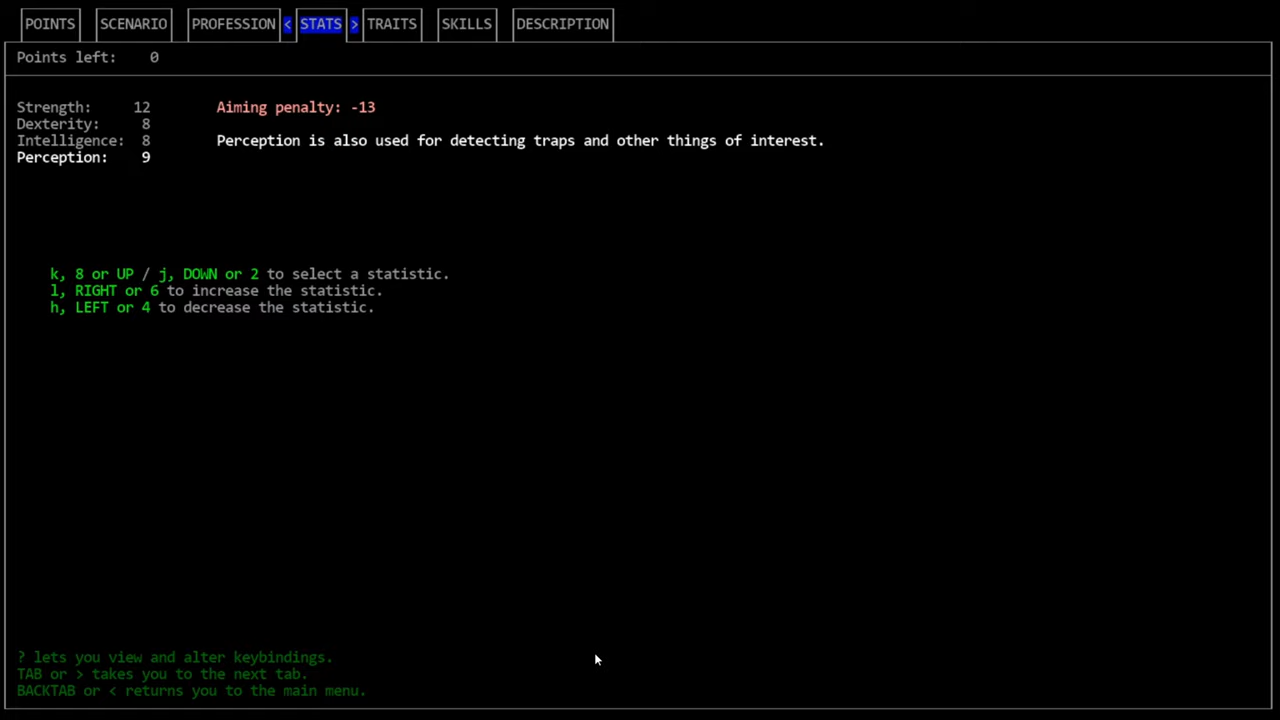 POINTS SCENARIO PROFESSION < STATS > TRAITS SKILLS DESCRIPTION
Points left: 0
Strength: 12 Aiming penalty: -13
Dexterity: 8
Intelligence: 8 Perception is also used for detecting traps and other things of interest.
Perception: 9
k, 8 or UP / j, DOWN or 2 to select a statistic.
l, RIGHT or 6 to increase the statistic.
h, LEFT or 4 to decrease the statistic.
? lets you view and alter keybindings.
TAB or > takes you to the next tab.
BACKTAB or < returns you to the main menu.